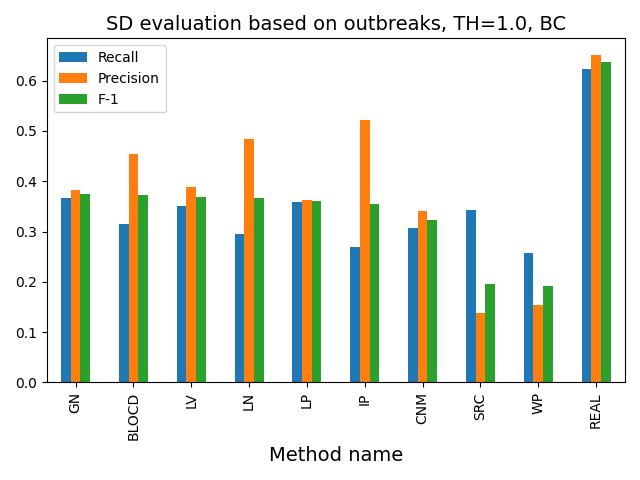 SD evaluation based on outbreaks, TH=1.0, BC
Recall
Precision
F-1
0.6
0.5
0.4
0.3
0.2
0.1
0.0
GN
BLOCD
LV
LN
LP
IP
CNM
SRC
WP
REAL
Method name